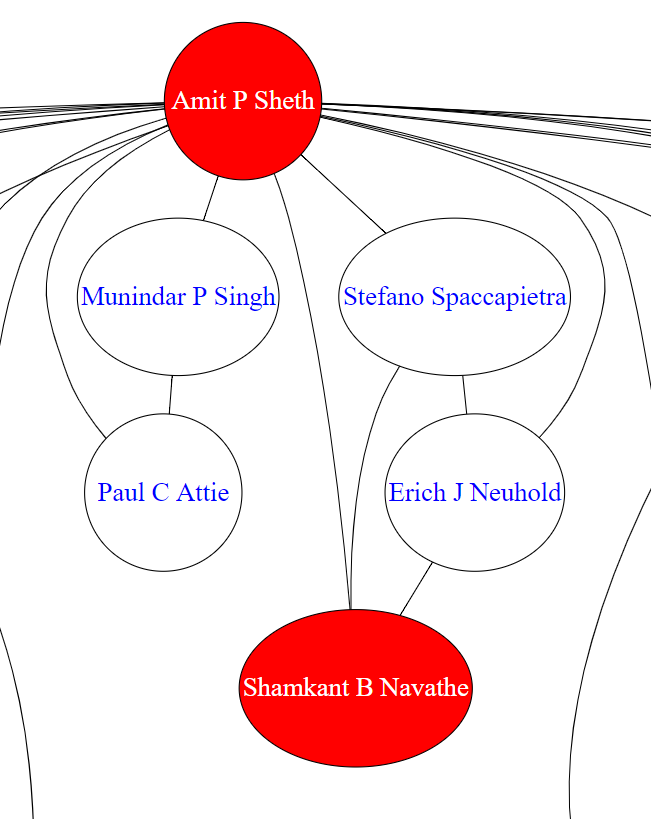 Amit P Sheth
Munindar P Singh
Stefano Spaccapietra
Paul C Attie
Erich J Neuhold
Shamkant B Navathe